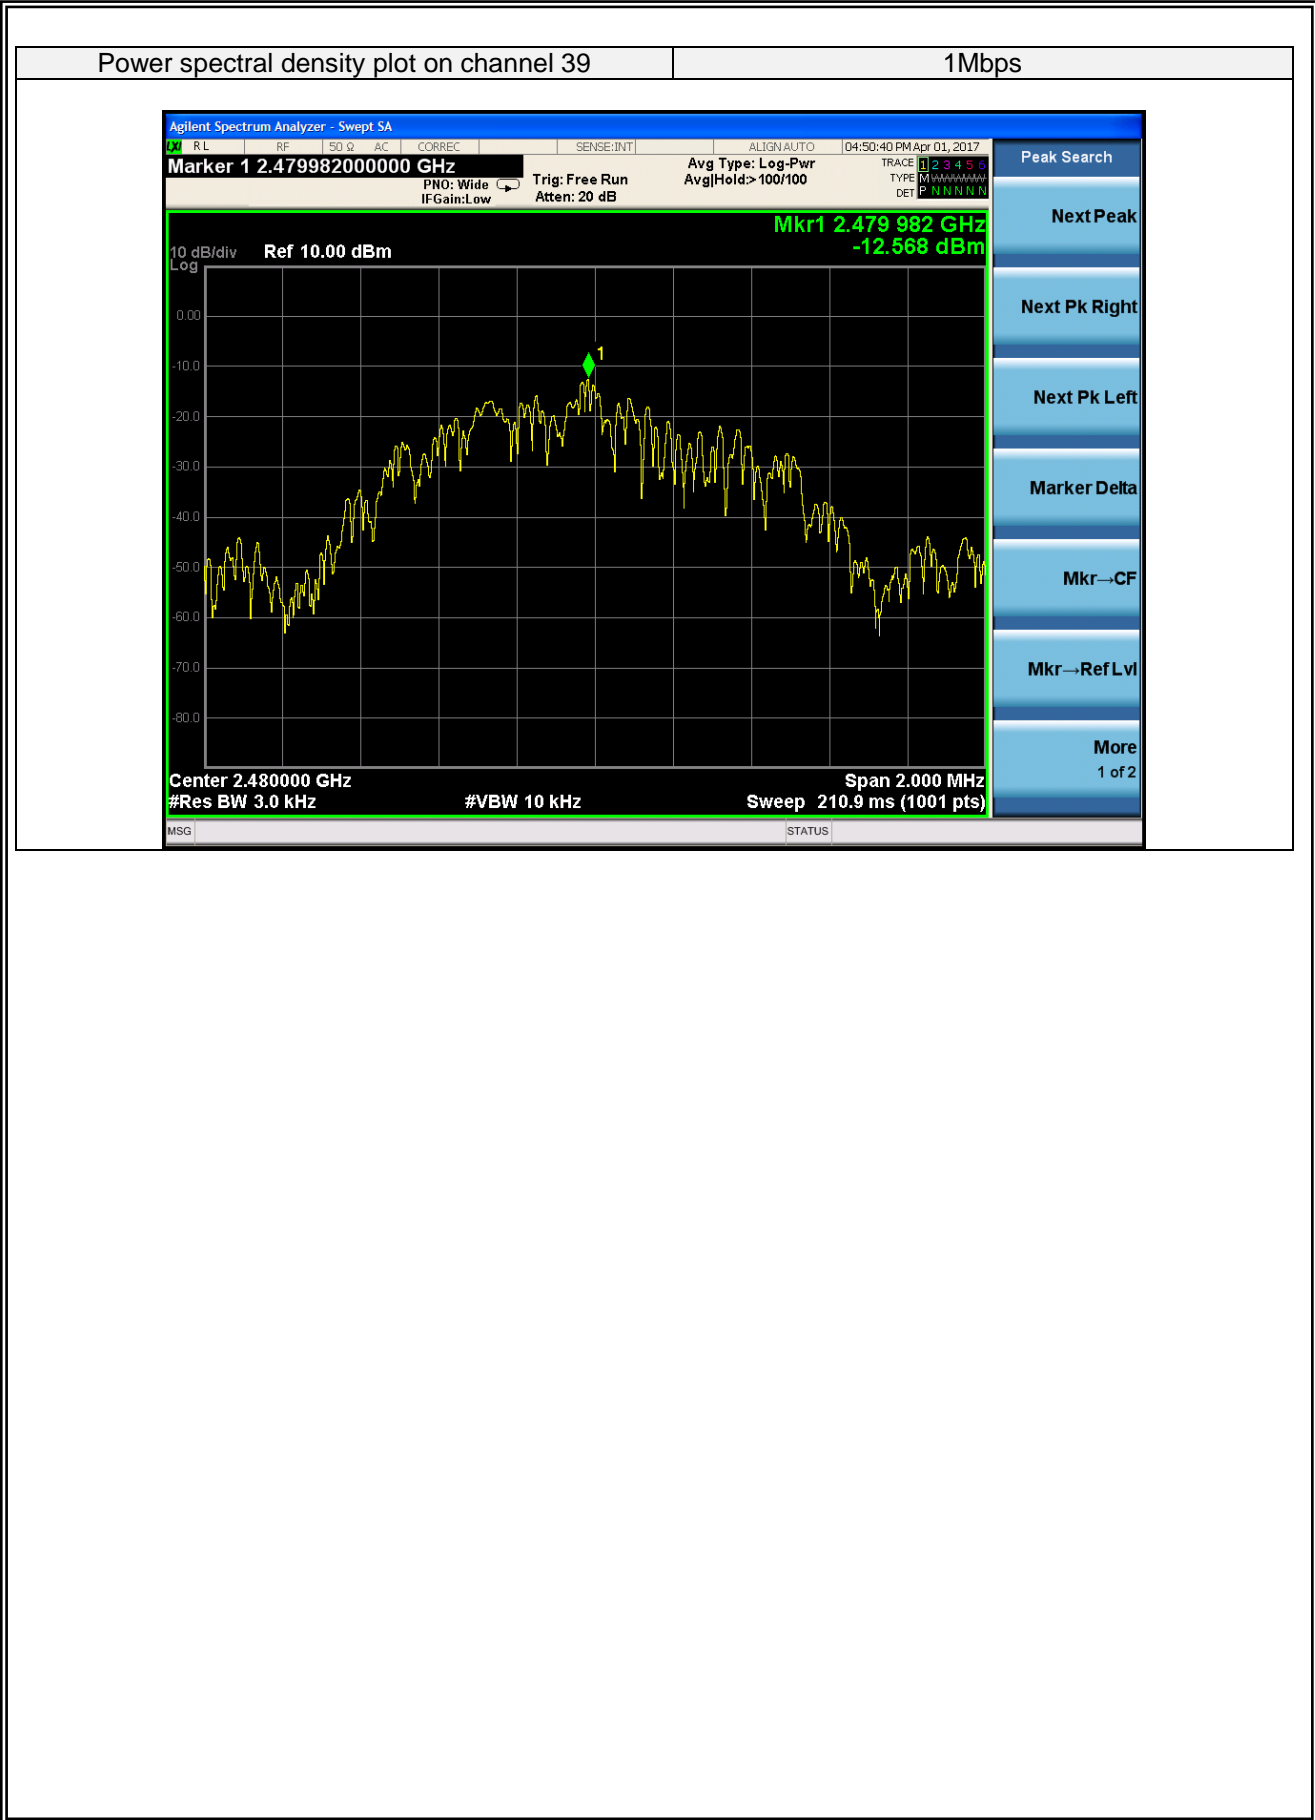 Power spectral density plot on channel 39 1Mbps
Agilent Spectrum Analyzer - Swept SA
LXI RL RF 50 Ω AC CORREC SENSE:INT ALIGN AUTO 04:50:40 PM Apr 01, 2017
Marker 1 2.479982000000 GHz
PNO: Wide
IFGain:Low
Trig: Free Run
Atten: 20 dB
Avg Type: Log-Pwr
Avg|Hold:>100/100
TRACE 1 2 3 4 5 6
TYPE M WWWWW
DET P N N N N N
Mkr1 2.479 982 GHz
-12.568 dBm
10 dB/div Ref 10.00 dBm
Log
1
0.00
-10.0
-20.0
-30.0
-40.0
-50.0
-60.0
-70.0
-80.0
Center 2.480000 GHz Span 2.000 MHz
#Res BW 3.0 kHz #VBW 10 kHz Sweep 210.9 ms (1001 pts)
MSG STATUS
Peak Search
Next Peak
Next Pk Right
Next Pk Left
Marker Delta
Mkr→CF
Mkr→Ref Lvl
More
1 of 2